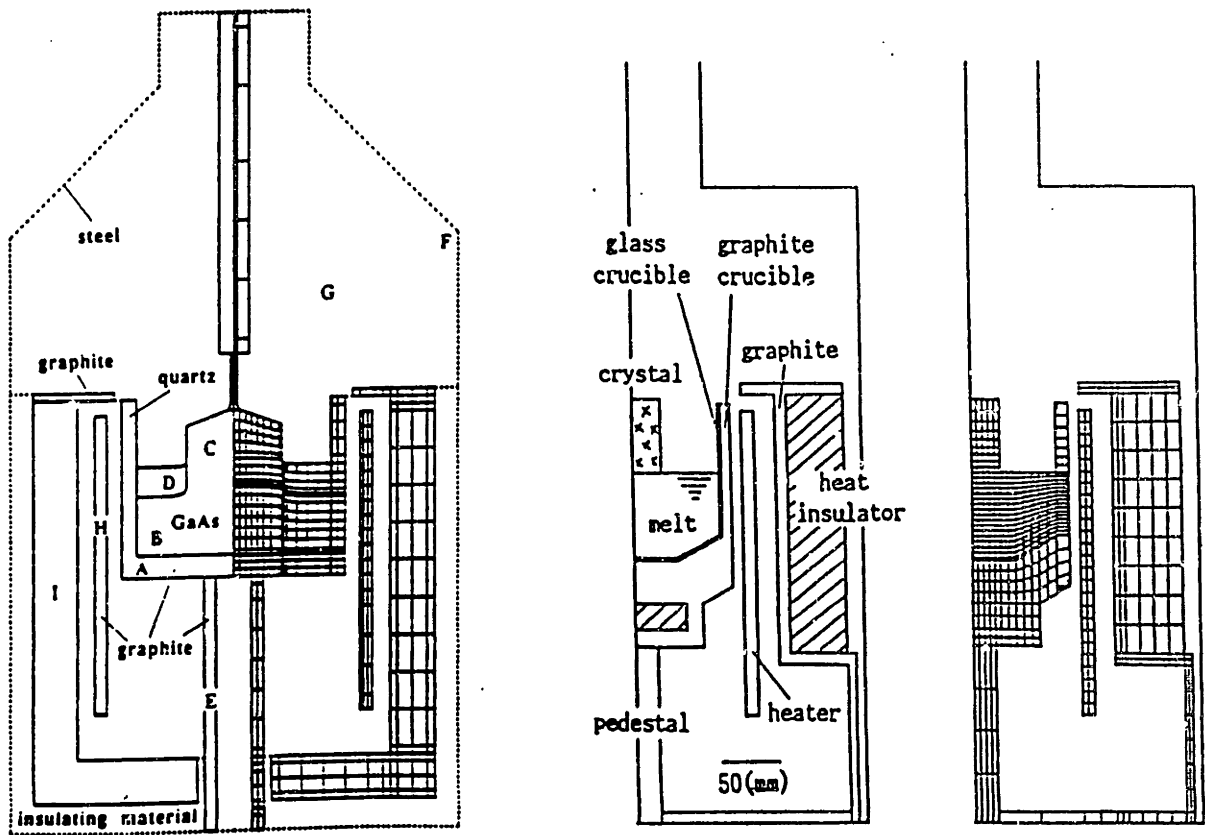 steel
F
G
graphite
quartz
C
D
GaAs
B
H
A
I
graphite
E
insulating material
glass
crucible
graphite
crucible
graphite
crystal
melt
heat
insulator
pedestal
heater
50(mm)